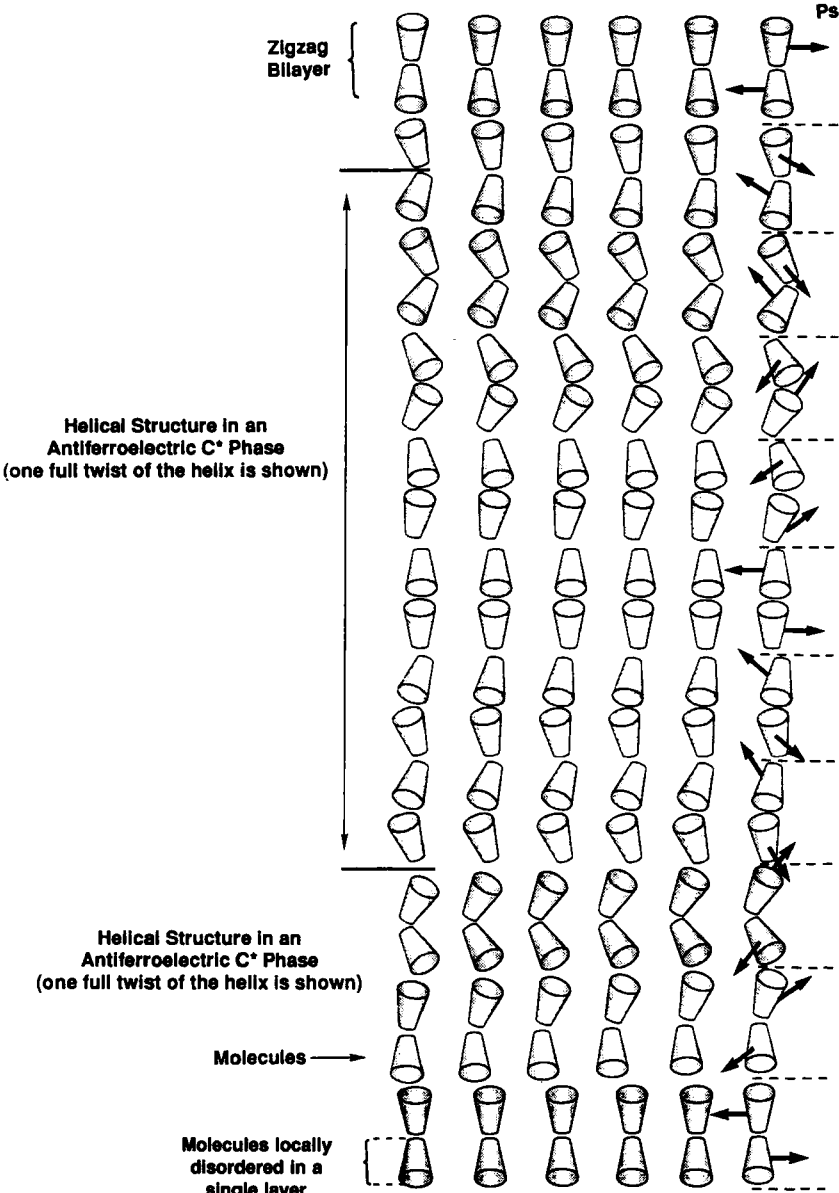 Ps
Zigzag
Bilayer
Helical Structure in an
Antiferroelectric C* Phase
(one full twist of the helix is shown)
Helical Structure in an
Antiferroelectric C* Phase
(one full twist of the helix is shown)
Molecules
Molecules locally
disordered in a
single layer